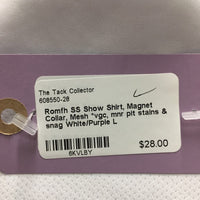 The Tack Collector
608550-28
Romfh SS Show Shirt, Magnet
Collar, Mesh *vgc, mnr pit stains &
snag White/Purple L
$28.00
6KVLBY